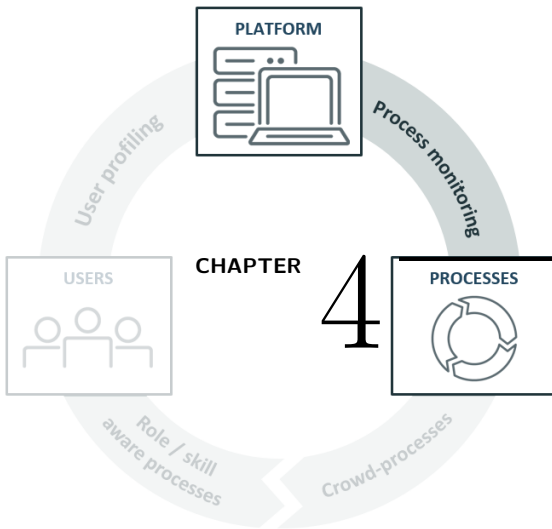 PLATFORM
User profiling
Process monitoring
CHAPTER 4
USERS
PROCESSES
Role / skill
aware processes
Crowd-processes